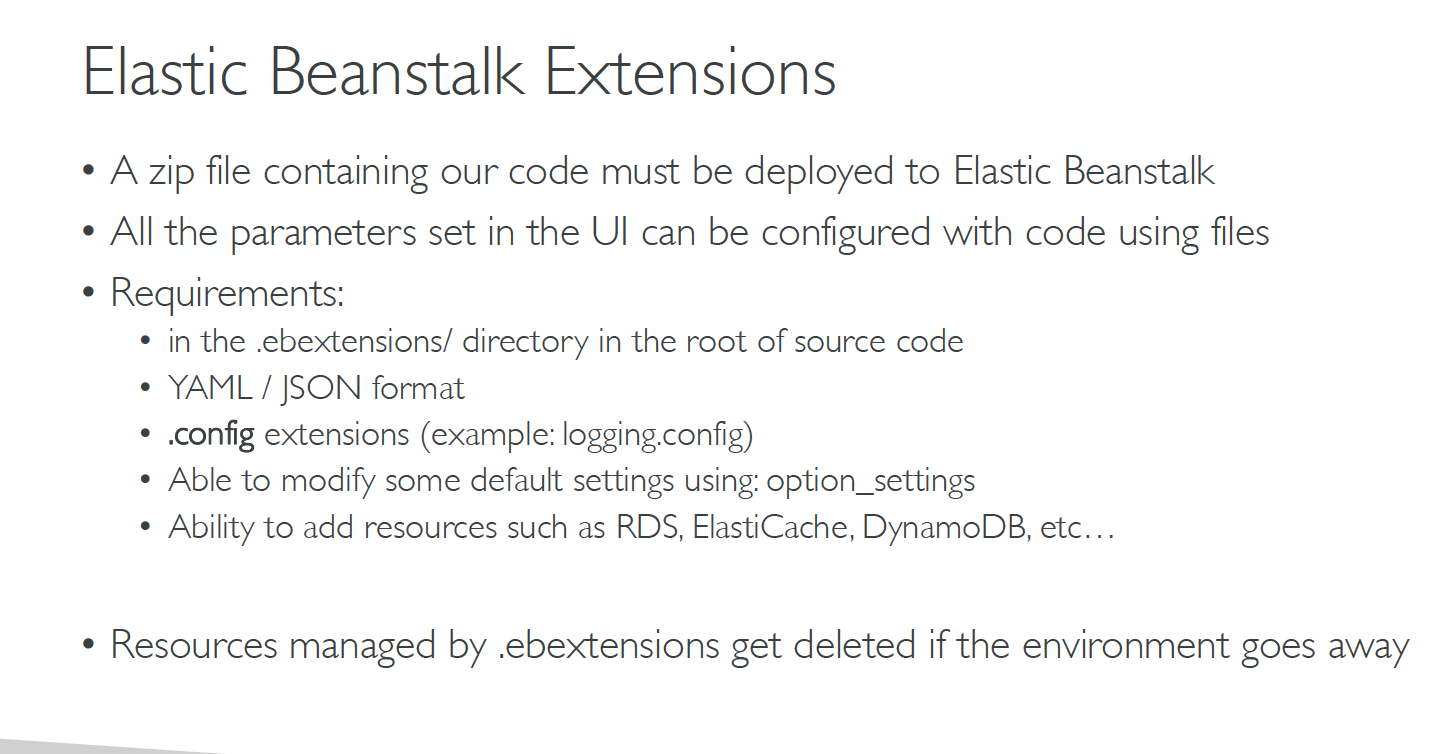 Elastic Beanstalk Extensions
• A zip file containing our code must be deployed to Elastic Beanstalk
• All the parameters set in the UI can be configured with code using files
• Requirements:
• in the .ebextensions/ directory in the root of source code
• YAML / JSON format
• .config extensions (example: logging.config)
• Able to modify some default settings using: option_settings
• Ability to add resources such as RDS, ElastiCache, DynamoDB, etc…
• Resources managed by .ebextensions get deleted if the environment goes away